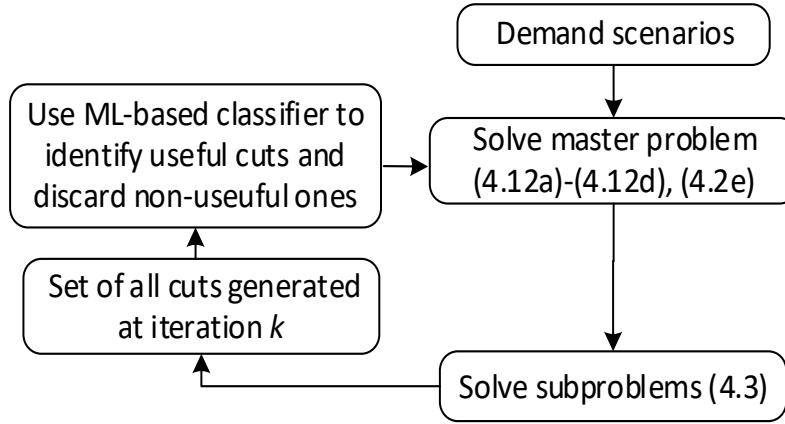 Demand scenarios
Use ML-based classifier to
identify useful cuts and
discard non-useuful ones
Solve master problem
(4.12a)-(4.12d), (4.2e)
Set of all cuts generated
at iteration k
Solve subproblems (4.3)